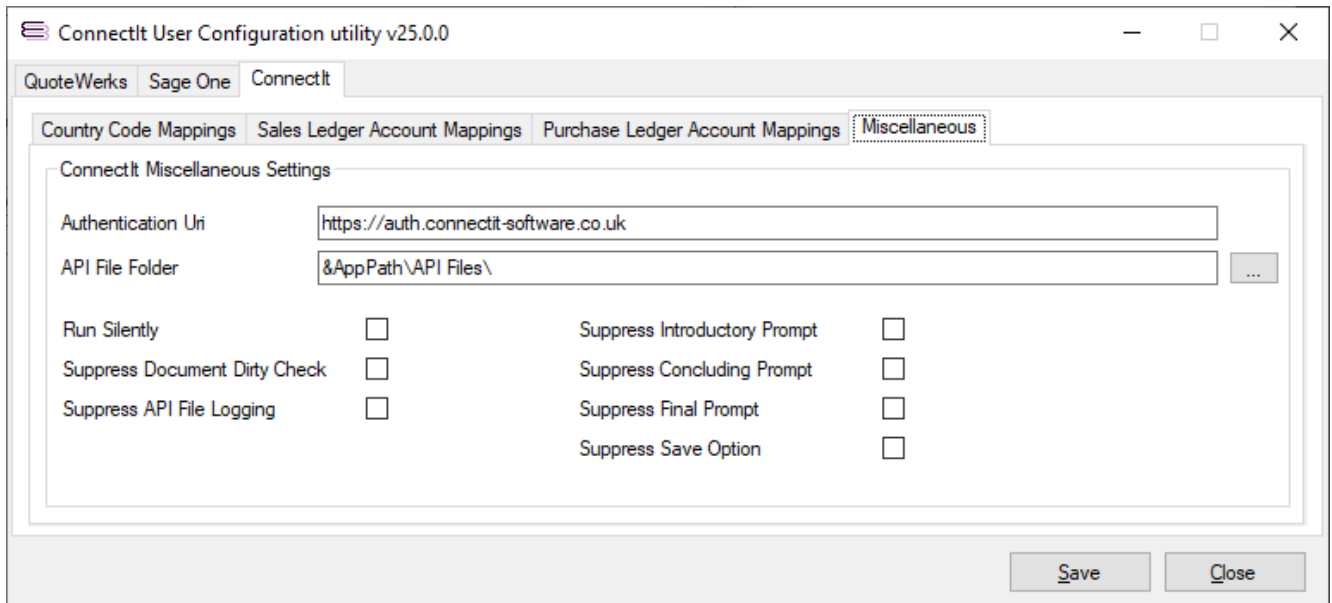 ConnectIt User Configuration utility v25.0.0
QuoteWerks Sage One ConnectIt
Country Code Mappings Sales Ledger Account Mappings Purchase Ledger Account Mappings Miscellaneous
ConnectIt Miscellaneous Settings
Authentication Uri https://auth.connectit-software.co.uk
API File Folder &AppPath\API Files\ ...
Run Silently Suppress Introductory Prompt
Suppress Document Dirty Check Suppress Concluding Prompt
Suppress API File Logging Suppress Final Prompt
Suppress Save Option
Save Close